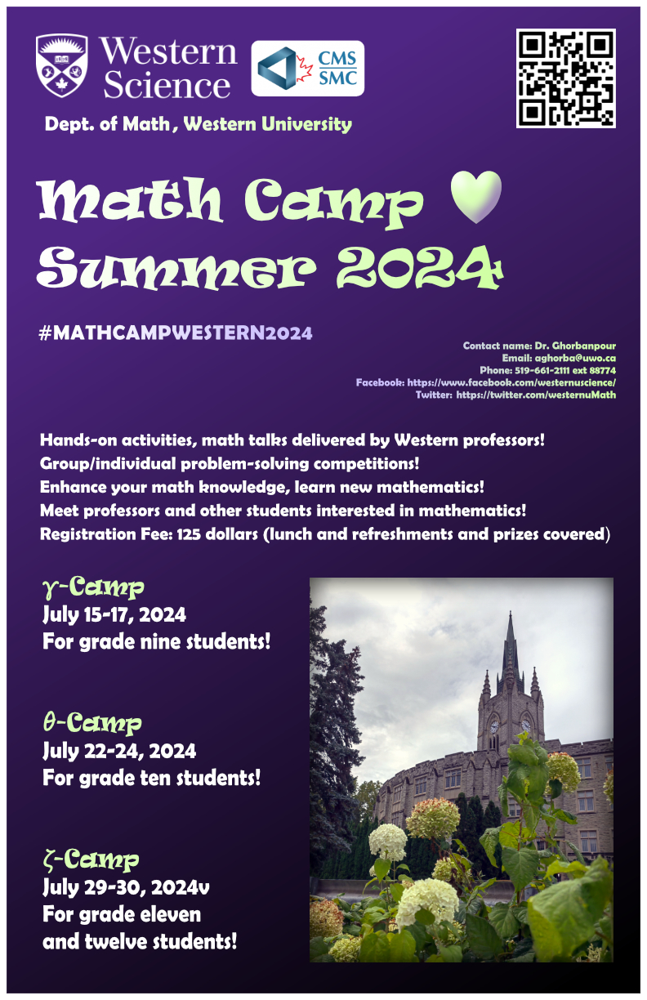 Western
Science
CMS
SMC
Dept. of Math, Western University
Math Camp
Summer 2024
#MATHCAMPWESTERN2024
Contact name: Dr. Ghorbanpour
Email: aghorba@uwo.ca
Phone: 519-661-2111 ext 88774
Facebook: https://www.facebook.com/westernuscience/
Twitter: https://twitter.com/westernuMath
Hands-on activities, math talks delivered by Western professors!
Group/individual problem-solving competitions!
Enhance your math knowledge, learn new mathematics!
Meet professors and other students interested in mathematics!
Registration Fee: 125 dollars (lunch and refreshments and prizes covered)
γ-Camp
July 15-17, 2024
For grade nine students!
θ-Camp
July 22-24, 2024
For grade ten students!
ζ-Camp
July 29-30, 2024v
For grade eleven
and twelve students!